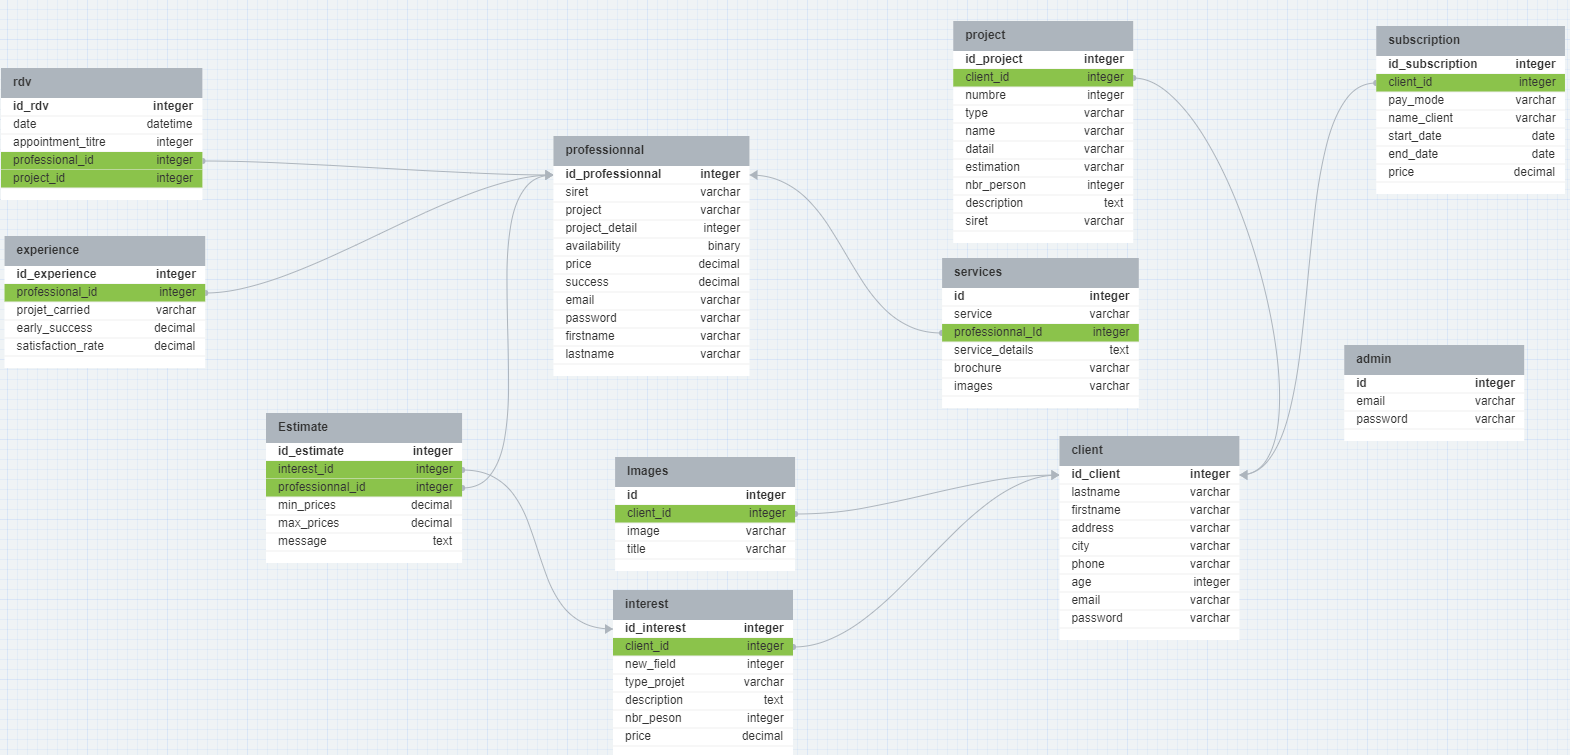 rdv
id_rdv integer
date datetime
appointment_titre integer
professional_id integer
project_id integer
experience
id_experience integer
professional_id integer
projet_carried varchar
early_success decimal
satisfaction_rate decimal
Estimate
id_estimate integer
interest_id integer
professionnal_id integer
min_prices decimal
max_prices decimal
message text
professionnal
id_professionnal integer
siret varchar
project varchar
project_detail integer
availability binary
price decimal
success decimal
email varchar
password varchar
firstname varchar
lastname varchar
Images
id integer
client_id integer
image varchar
title varchar
interest
id_interest integer
client_id integer
new_field integer
type_projet varchar
description text
nbr_peson integer
price decimal
project
id_project integer
client_id integer
numbre integer
type varchar
name varchar
datail varchar
estimation varchar
nbr_person integer
description text
siret varchar
services
id integer
service varchar
professionnal_Id integer
service_details text
brochure varchar
images varchar
client
id_client integer
lastname varchar
firstname varchar
address varchar
city varchar
phone varchar
age integer
email varchar
password varchar
subscription
id_subscription integer
client_id integer
pay_mode varchar
name_client varchar
start_date date
end_date date
price decimal
admin
id integer
email varchar
password varchar